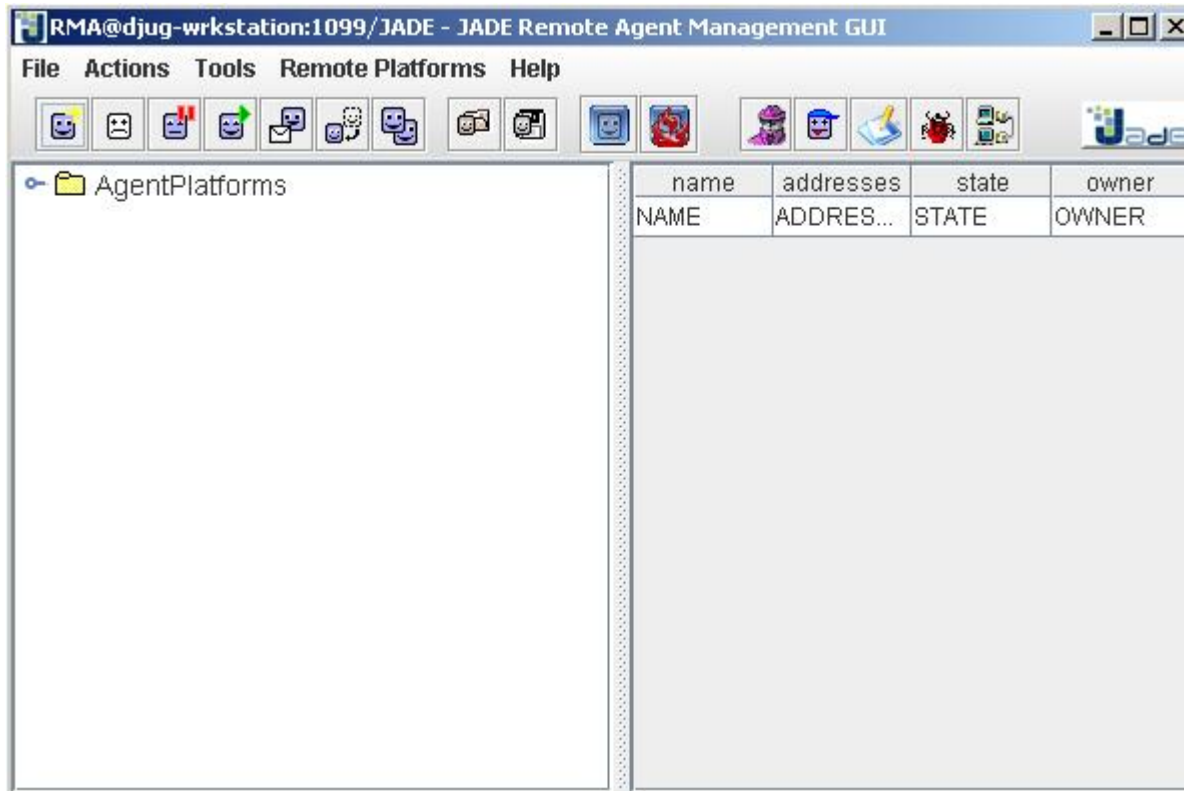 RMA@djug-wrkstation:1099/JADE - JADE Remote Agent Management GUI
File Actions Tools Remote Platforms Help
Jade
AgentPlatforms
name addresses state owner
NAME ADDRES... STATE OWNER